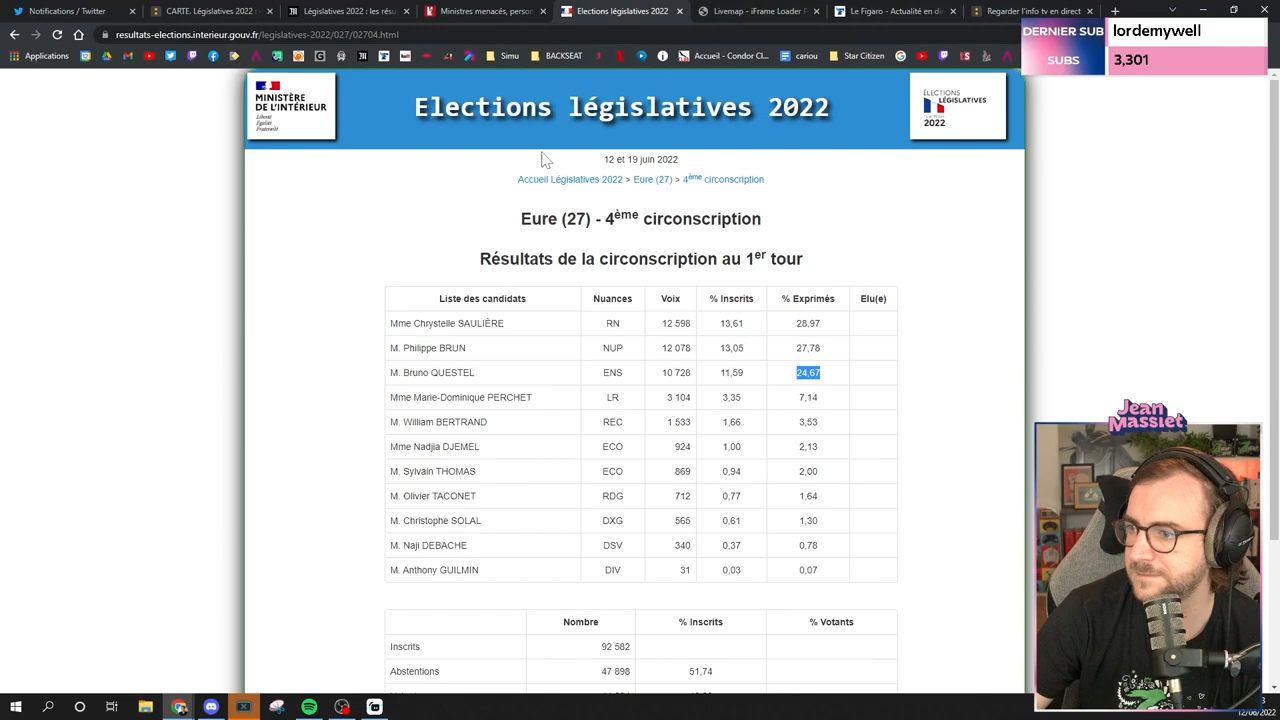 Notifications / Twitter
CARTE. Législatives 2022 :
Législatives 2022 : les résul
Ministres menacés, person
Elections législatives 2022
Livemap - iframe Loader F
Le Figaro - Actualité en di
Regarder l'info tv direct
DERNIER SUB
lordemywell
SUBS
3,301
resultats-elections.interieur.gouv.fr/legislatives-2022/027/02704.html
Applications
Simu
BACKSEAT
Accueil - Condor Cl...
cariou
Star Citizen
MINISTÈRE
DE L'INTÉRIEUR
Liberté
Égalité
Fraternité
Elections législatives 2022
ÉLECTIONS
LÉGISLATIVES
2022
12 et 19 juin 2022
Accueil Législatives 2022 > Eure (27) > 4ème circonscription
Eure (27) - 4ème circonscription
Résultats de la circonscription au 1er tour
Liste des candidats Nuances Voix % Inscrits % Exprimés Elu(e)
Mme Chrystelle SAULIÈRE RN 12 598 13,61 28,97
M. Philippe BRUN NUP 12 078 13,05 27,78
M. Bruno QUESTEL ENS 10 728 11,59 24,67
Mme Marie-Dominique PERCHET LR 3 104 3,35 7,14
M. William BERTRAND REC 1 533 1,66 3,53
Mme Nadjia DJEMEL ECO 924 1,00 2,13
M. Sylvain THOMAS ECO 869 0,94 2,00
M. Olivier TACONET RDG 712 0,77 1,64
M. Christophe SOLAL DXG 565 0,61 1,30
M. Naji DEBACHE DSV 340 0,37 0,78
M. Anthony GUILMIN DIV 31 0,03 0,07
Nombre % Inscrits % Votants
Inscrits 92 582
Abstentions 47 898 51,74
Jean
Massiet
12/06/2022